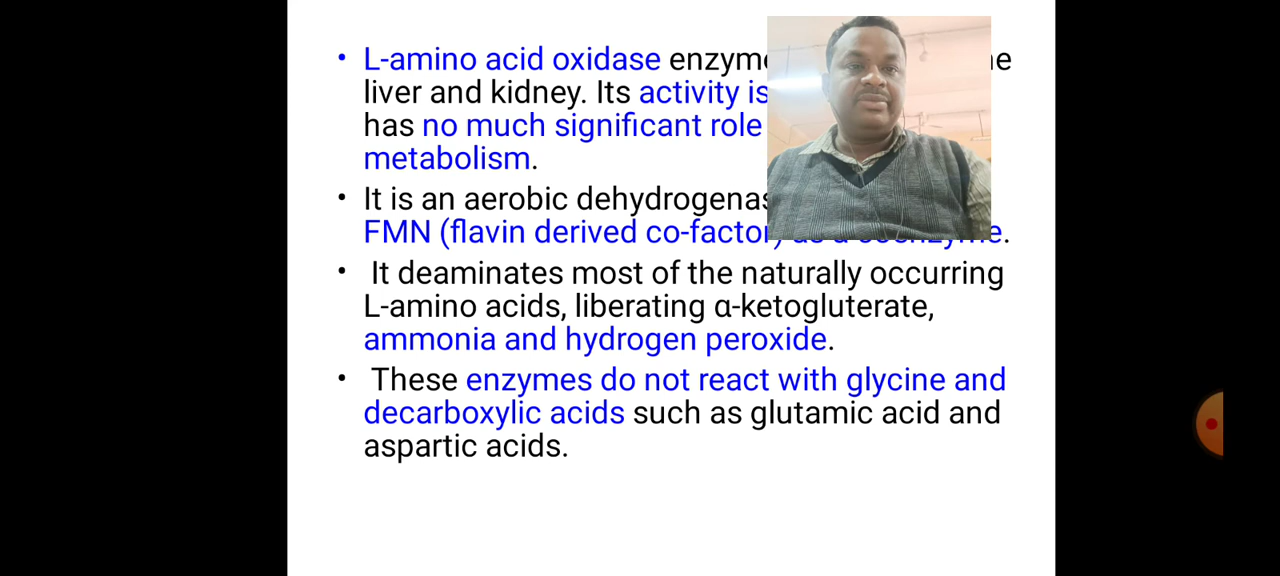 • L-amino acid oxidase
liver and kidney. Its activity is
has no much significant role
metabolism.
• It is an aerobic
FMN (flavin derived co-factor)
• It deaminates most of the naturally occurring
L-amino acids, liberating α-ketogluterate,
ammonia and hydrogen peroxide.
• These enzymes do not react with glycine and
decarboxylic acids such as glutamic acid and
aspartic acids.